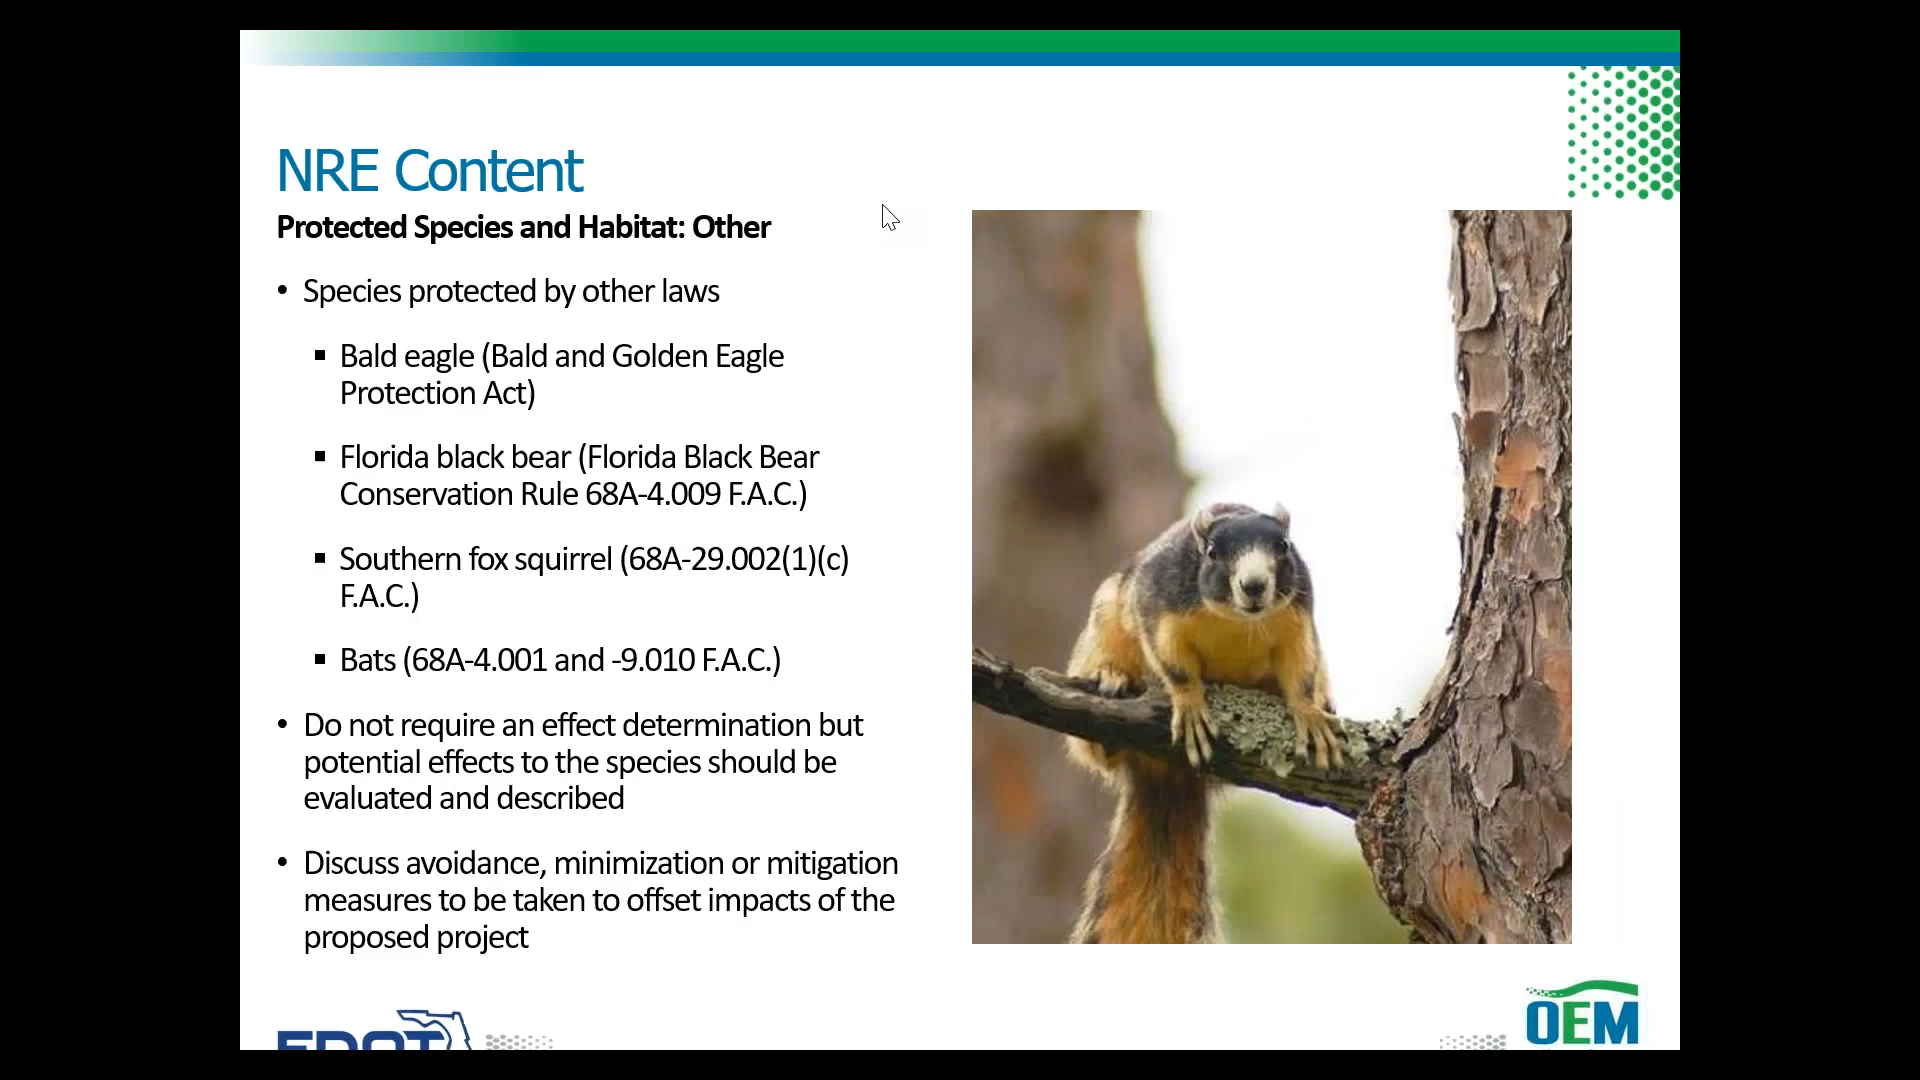 NRE Content
Protected Species and Habitat: Other
• Species protected by other laws
▪ Bald eagle (Bald and Golden Eagle
Protection Act)
▪ Florida black bear (Florida Black Bear
Conservation Rule 68A-4.009 F.A.C.)
▪ Southern fox squirrel (68A-29.002(1)(c)
F.A.C.)
▪ Bats (68A-4.001 and -9.010 F.A.C.)
• Do not require an effect determination but
potential effects to the species should be
evaluated and described
• Discuss avoidance, minimization or mitigation
measures to be taken to offset impacts of the
proposed project
FDOT
OEM